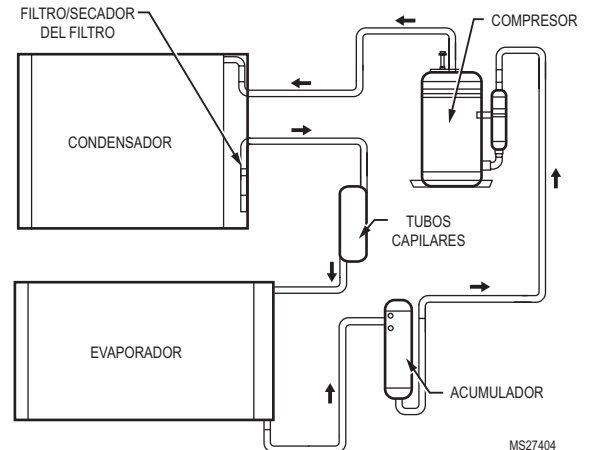 FILTRO/SECADOR
DEL FILTRO
COMPRESOR
CONDENSADOR
TUBOS
CAPILARES
EVAPORADOR
ACUMULADOR
MS27404